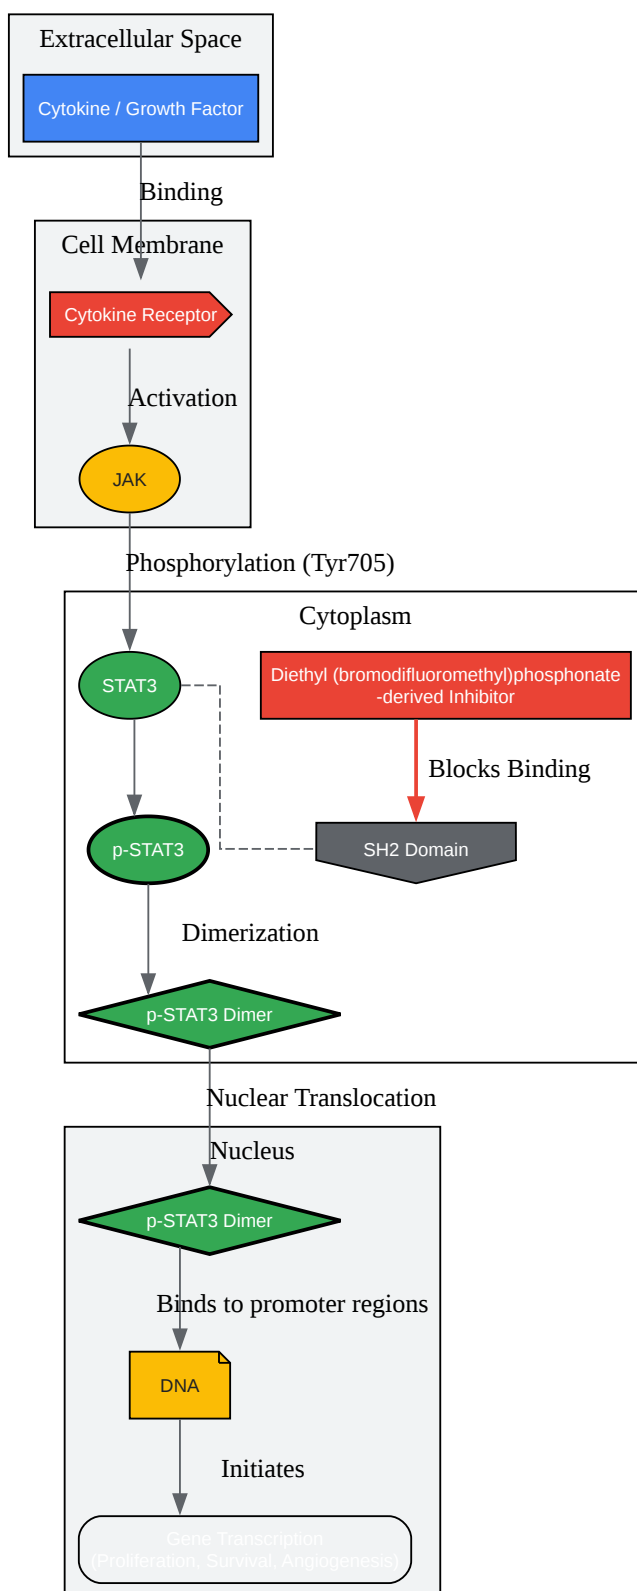 Extracellular Space
Cytokine / Growth Factor
Binding
Cell Membrane
Cytokine Receptor
Activation
JAK
Phosphorylation (Tyr705)
Cytoplasm
STAT3
Diethyl (bromodifluoromethyl)phosphonate
-derived Inhibitor
Blocks Binding
p-STAT3
SH2 Domain
Dimerization
p-STAT3 Dimer
Nuclear Translocation
Nucleus
p-STAT3 Dimer
Binds to promoter regions
DNA
Initiates
Gene Transcription
(Proliferation, Survival, Angiogenesis)